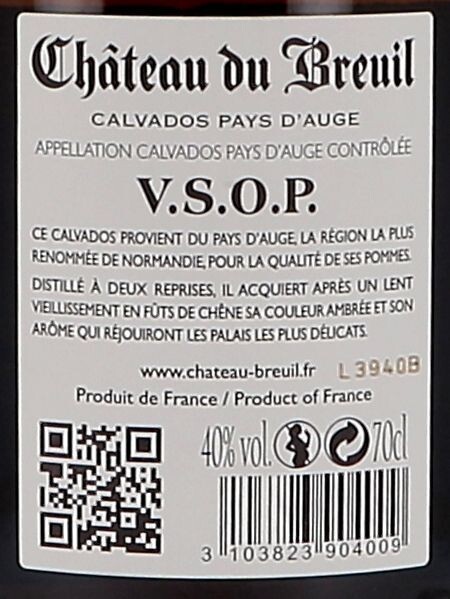 Château du Breuil
CALVADOS PAYS D'AUGE
APPELLATION CALVADOS PAYS D'AUGE CONTRÔLÉE
V.S.O.P.
CE CALVADOS PROVIENT DU PAYS D'AUGE, LA RÉGION LA PLUS
RENOMMÉE DE NORMANDIE, POUR LA QUALITÉ DE SES POMMES.
DISTILLÉ À DEUX REPRISES, IL ACQUIERT APRÈS UN LENT
VIEILLISSEMENT EN FÛTS DE CHÊNE SA COULEUR AMBRÉE ET SON
ARÔME QUI RÉJOUIRONT LES PALAIS LES PLUS DÉLICATS.
www.chateau-breuil.fr L3940B
Produit de France / Product of France
40% vol. 70cl
3 103823 904009